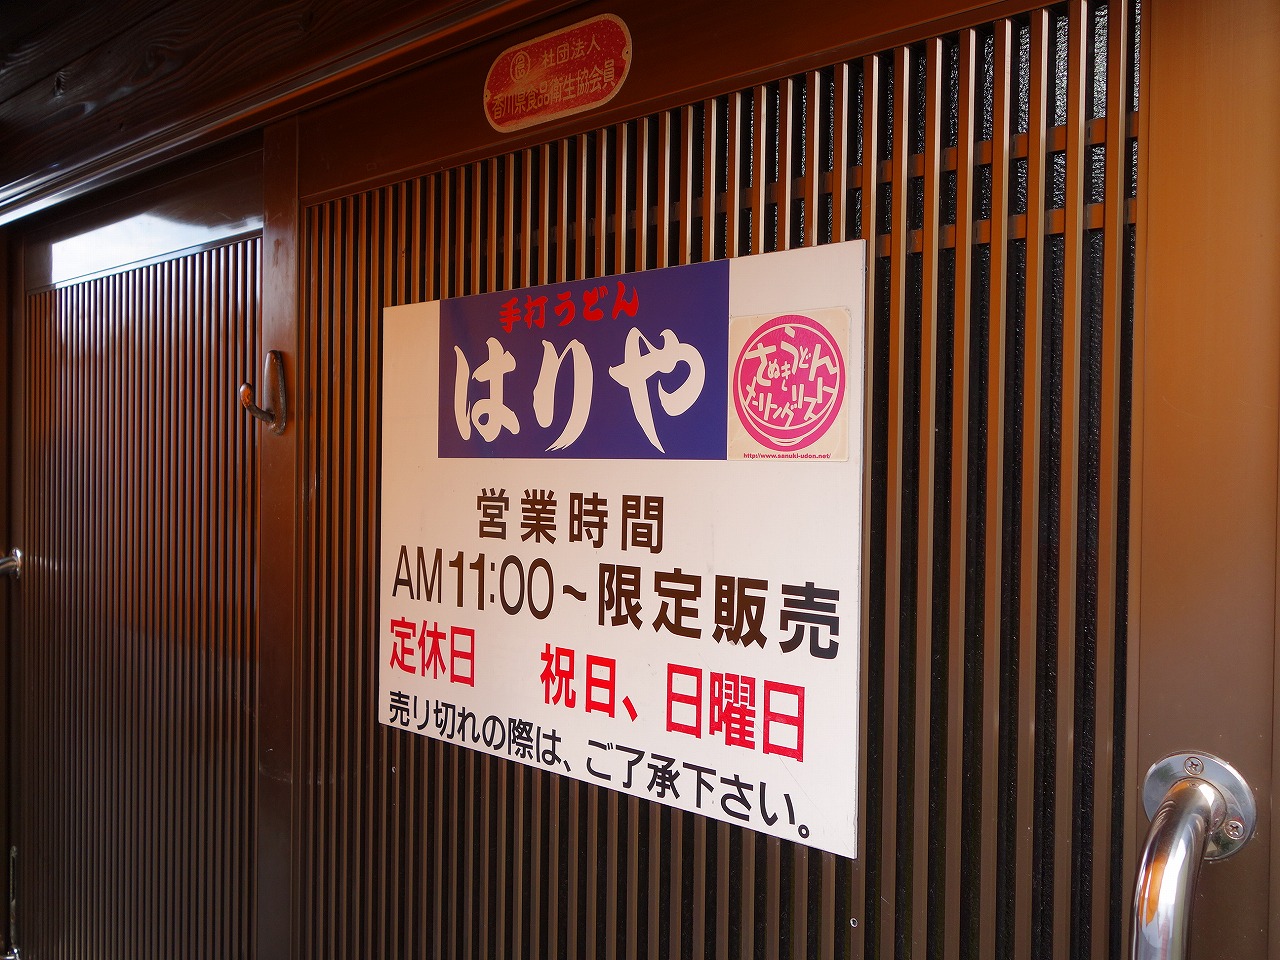 社団法人
香川県食品衛生協会員
手打うどん
はりや
さぬきうどん
メーリングリスト
http://www.sanuki-udon.net/
営業時間
AM11:00～限定販売
定休日 祝日、日曜日
売り切れの際は、ご了承下さい。